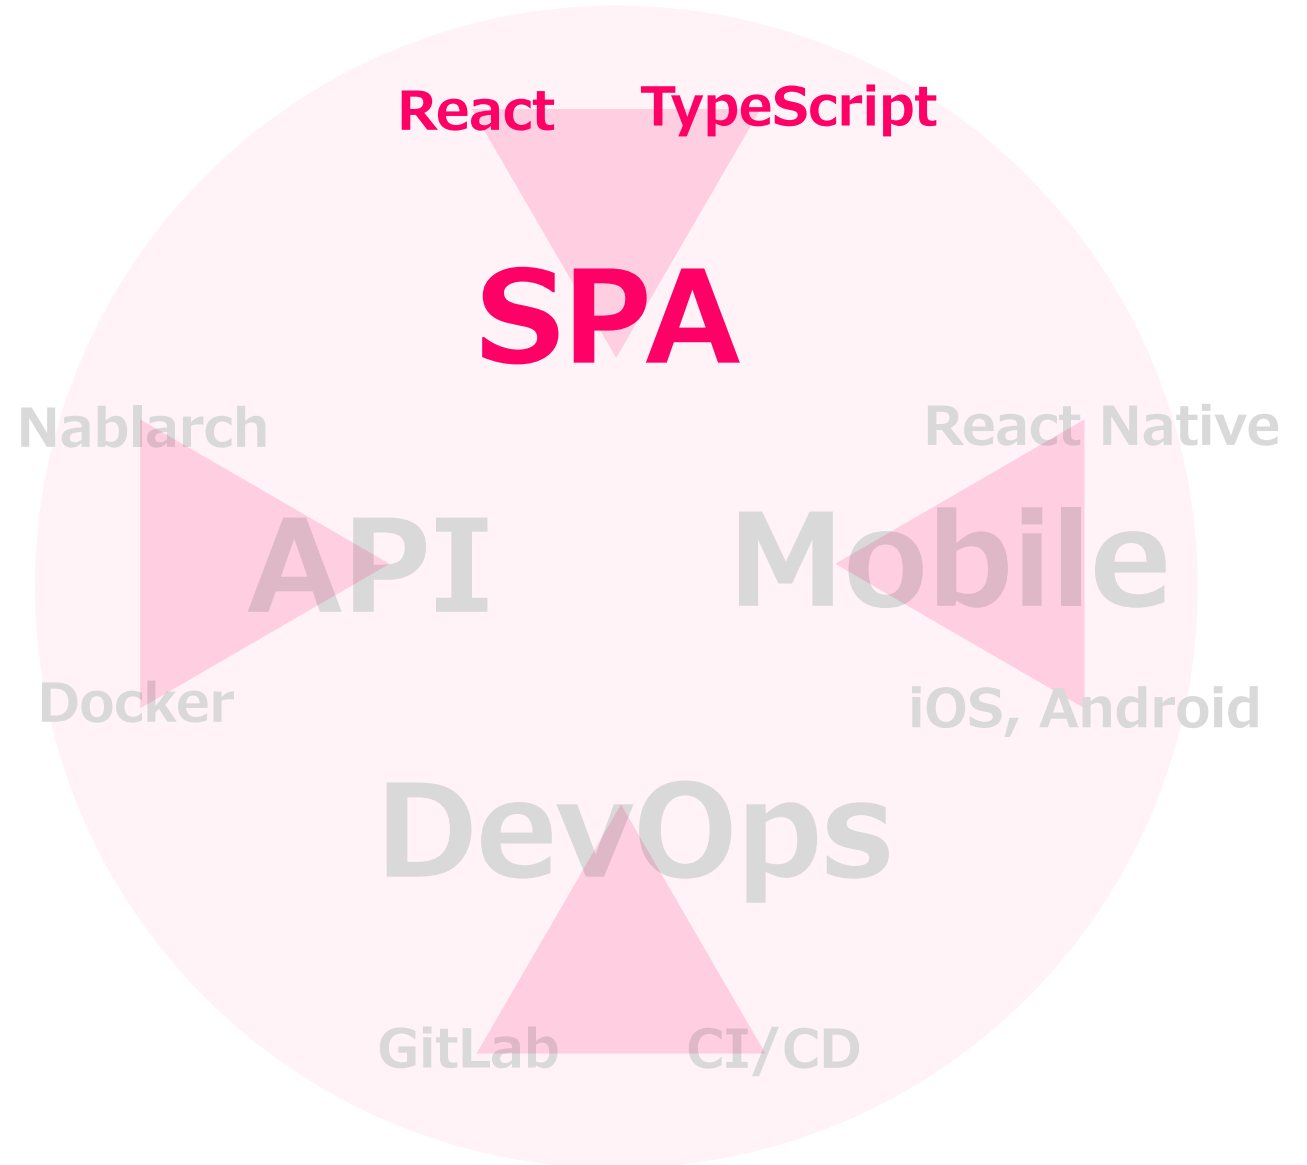 React TypeScript
SPA
Nablarch
React Native
API
Mobile
Docker
iOS, Android
DevOps
GitLab
CI/CD